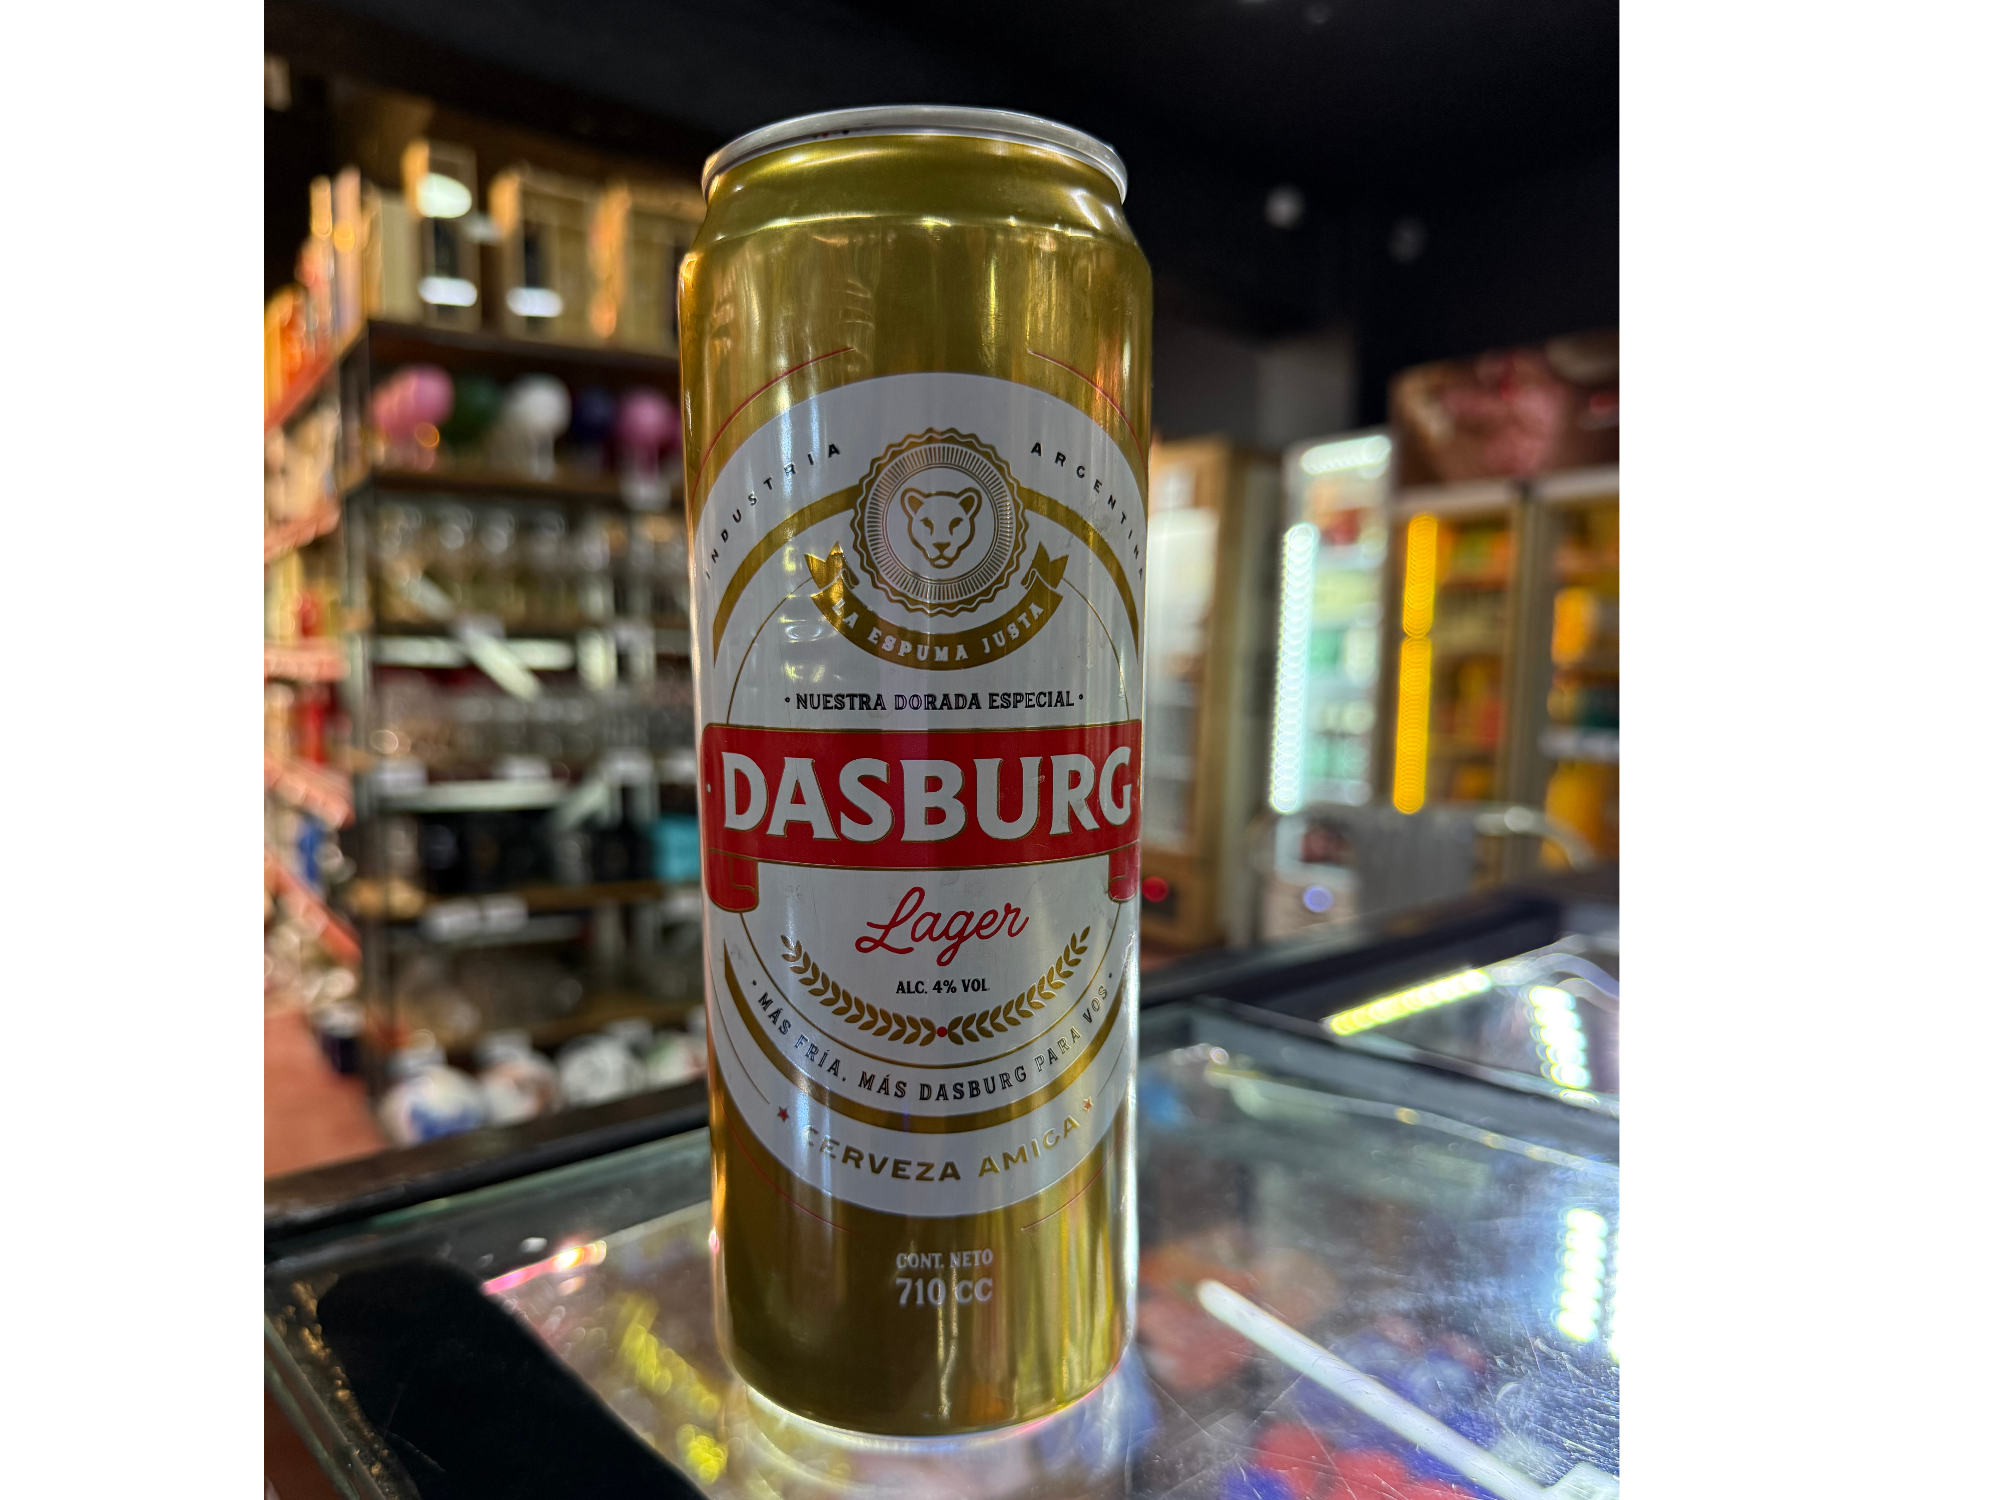 INDUSTRIA ARGENTINA
LA ESPUMA JUSTA
· NUESTRA DORADA ESPECIAL ·
DASBURG
Lager
ALC. 4% VOL
· MÁS FRÍA. MÁS DASBURG PARA VOS ·
★ CERVEZA AMIGA ★
CONT. NETO
710 CC